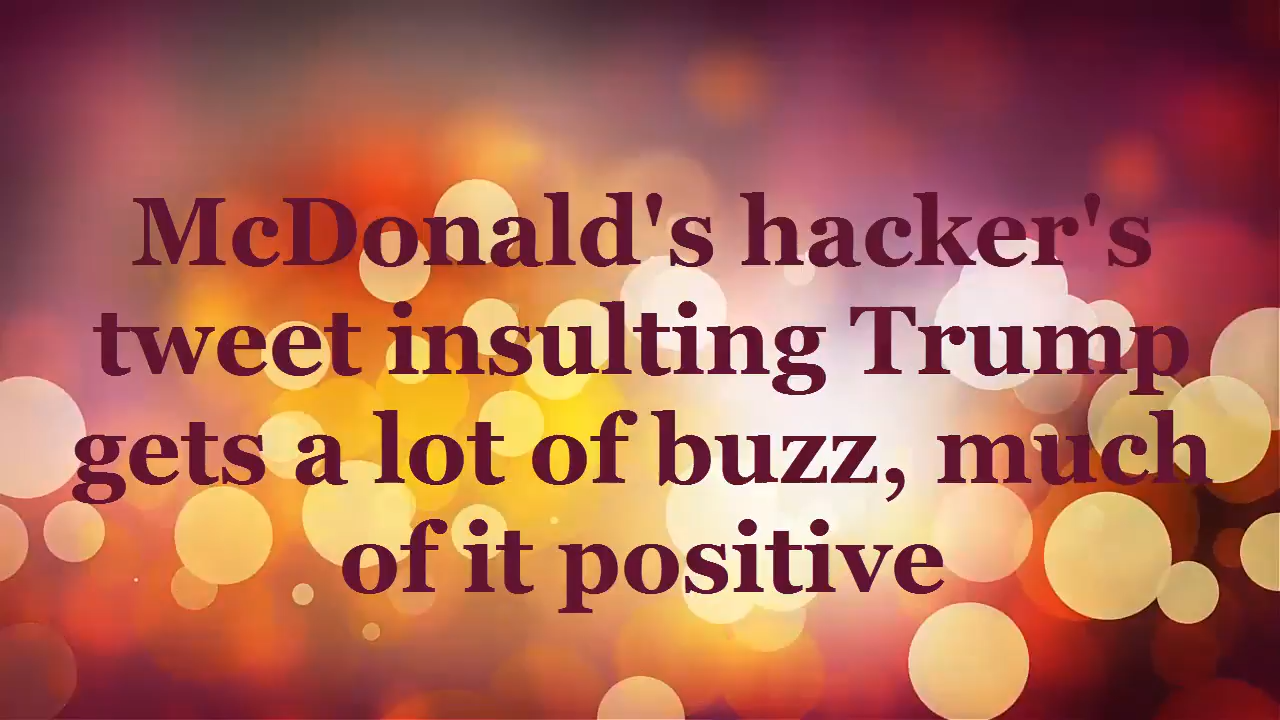 McDonald's hacker's
tweet insulting Trump
gets a lot of buzz, much
of it positive